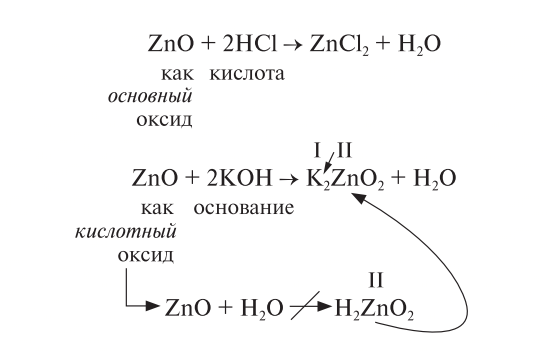 ZnO + 2HCl → ZnCl₂ + H₂O
как кислота
основный
оксид
I II
ZnO + 2KOH → K₂ZnO₂ + H₂O
как основание
кислотный
оксид
II
ZnO + H₂O → H₂ZnO₂